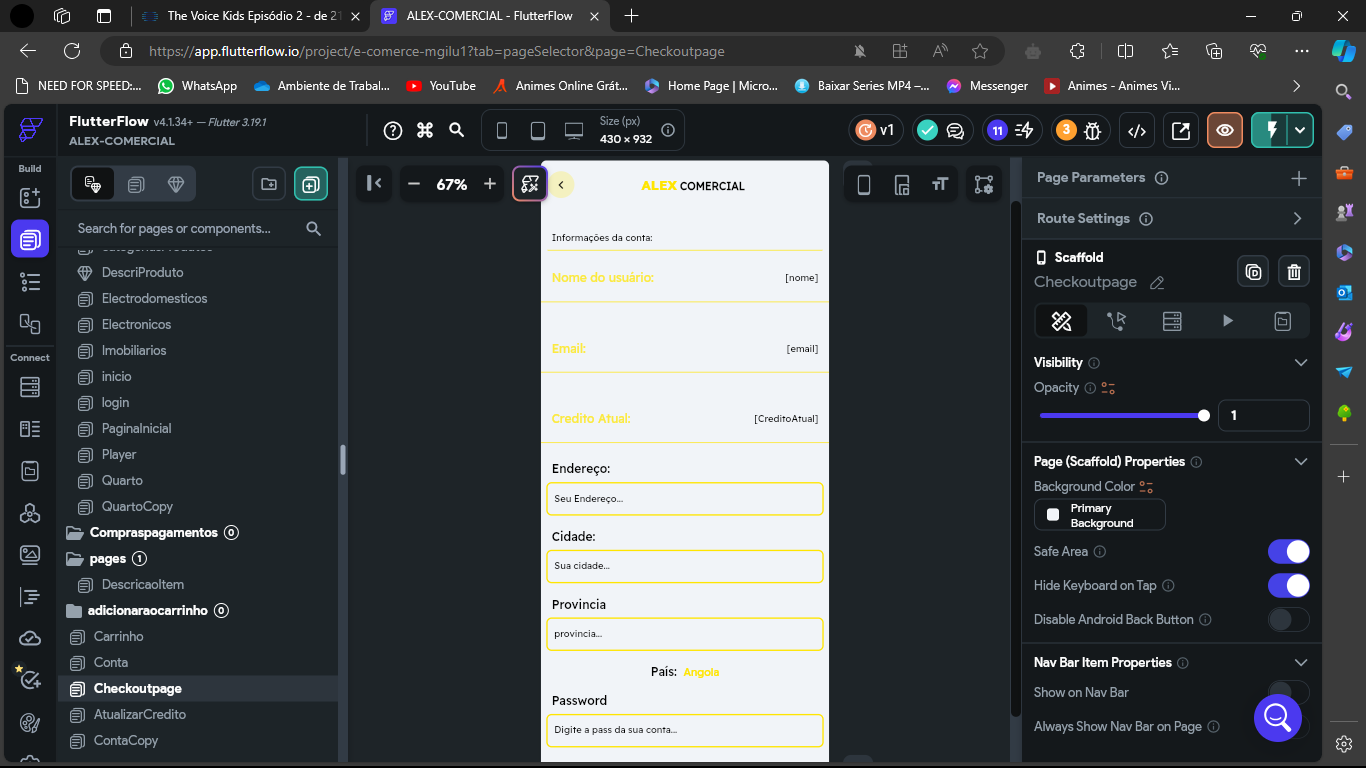 The Voice Kids Episódio 2 - de 21
ALEX-COMERCIAL - FlutterFlow
https://app.flutterflow.io/project/e-comerce-mgilu1?tab=pageSelector&page=Checkoutpage
NEED FOR SPEED:...
WhatsApp
Ambiente de Trabal...
YouTube
Animes Online Grát...
Home Page | Micro...
Baixar Series MP4 –...
Messenger
Animes - Animes Vi...
FlutterFlow v4.1.34+ — Flutter 3.19.1
ALEX-COMERCIAL
Size (px)
430 × 932
v1
11
3
Build
Connect
Search for pages or components...
DescriProduto
Electrodomesticos
Electronicos
Imobiliarios
inicio
login
PaginaInicial
Player
Quarto
QuartoCopy
Compraspagamentos 0
pages 1
DescricaoItem
adicionaraocarrinho 0
Carrinho
Conta
Checkoutpage
AtualizarCredito
ContaCopy
67%
ALEX COMERCIAL
Informações da conta:
Nome do usuário: [nome]
Email: [email]
Credito Atual: [CreditoAtual]
Endereço:
Seu Endereço...
Cidade:
Sua cidade...
Provincia
provincia...
País: Angola
Password
Digite a pass da sua conta...
Page Parameters
Route Settings
Scaffold
Checkoutpage
Visibility
Opacity
1
Page (Scaffold) Properties
Background Color
Primary
Background
Safe Area
Hide Keyboard on Tap
Disable Android Back Button
Nav Bar Item Properties
Show on Nav Bar
Always Show Nav Bar on Page